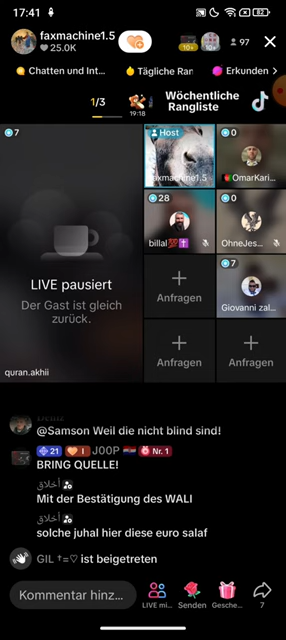 17:41
82
faxmachine1.5
25.0K
10+
10+
97
Chatten und Int...
Tägliche Ran
Erkunden
1/3
19:18
Wöchentliche
Rangliste
7
Host
faxmachine1.5
0
OmarKari...
28
billal💯✝️
0
OhneJes...
LIVE pausiert
Der Gast ist gleich
zurück.
quran.akhii
Anfragen
7
Giovanni zal...
Anfragen
Anfragen
@Samson Weil die nicht blind sind!
21 I J00P 🇭🇷 Nr. 1
BRING QUELLE!
أخلاق
Mit der Bestätigung des WALI
أخلاق
solche juhal hier diese euro salaf
GIL †=♡ ist beigetreten
Kommentar hinz...
LIVE mi...
Senden
Gesche...
7